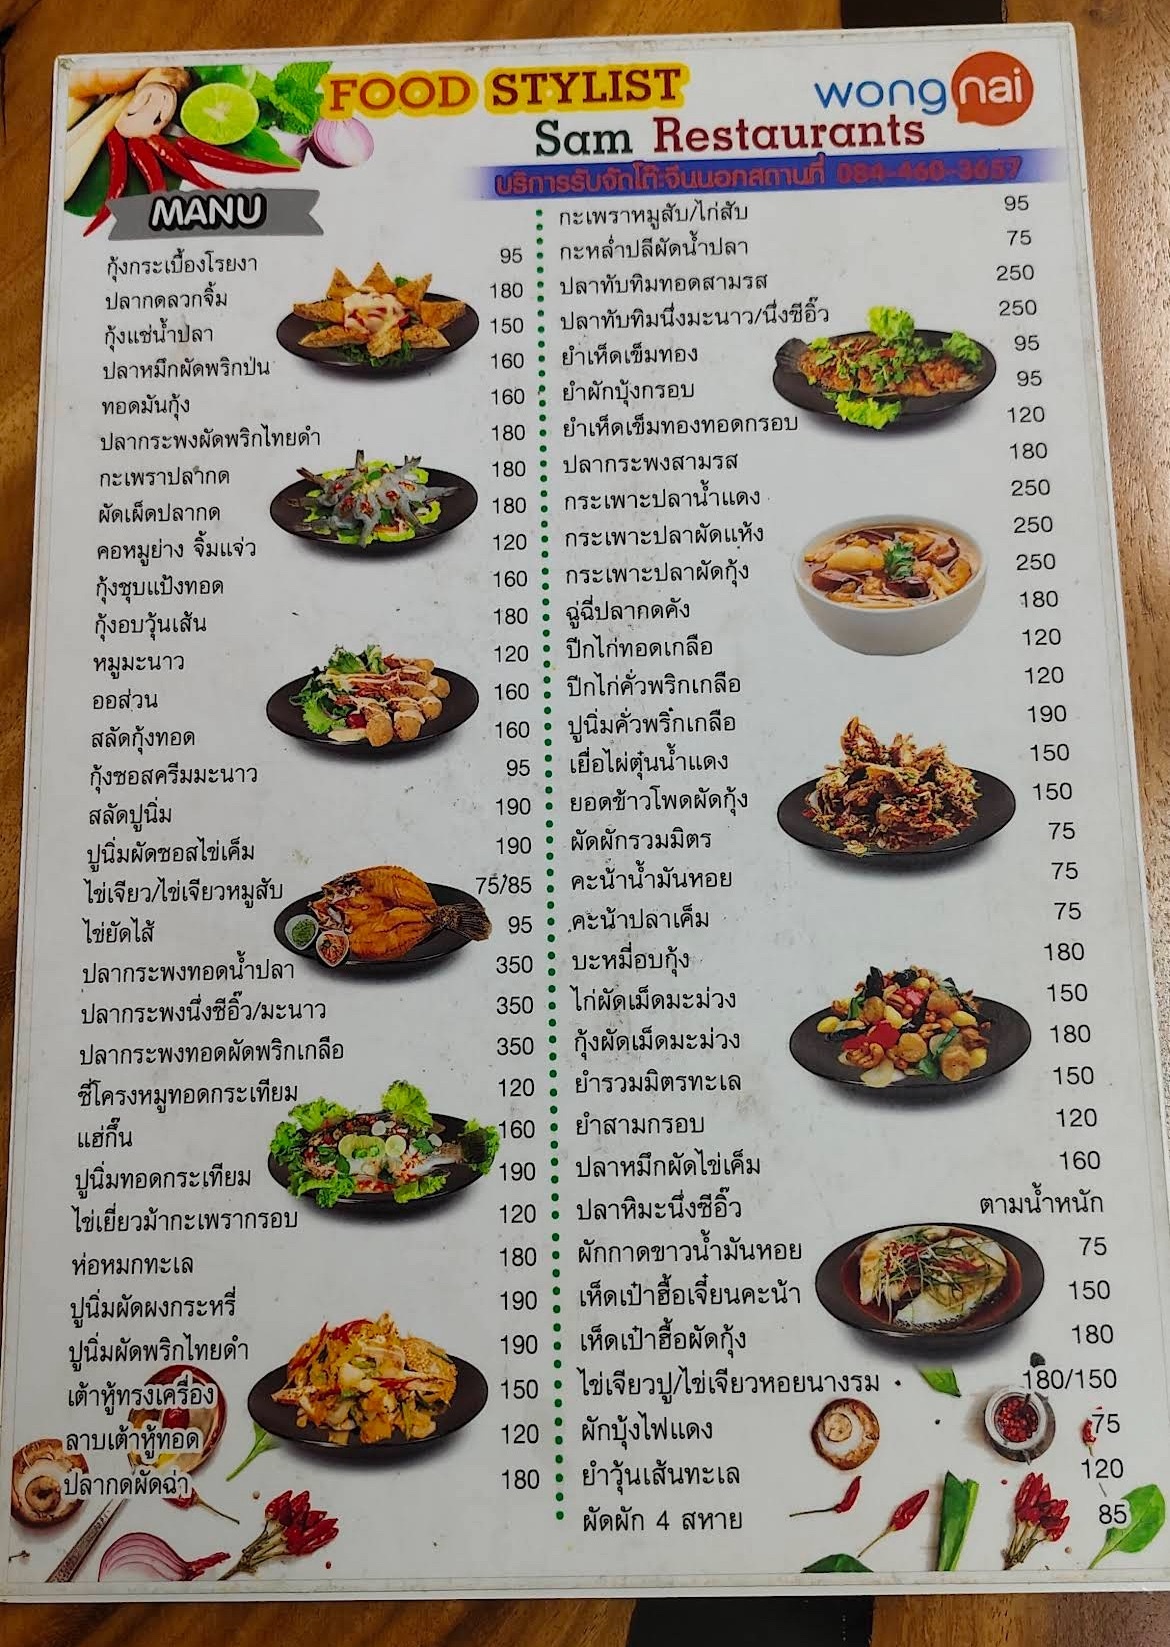 FOOD STYLIST
wongnai
Sam Restaurants
บริการรับจัดโต๊ะจีนนอกสถานที่ 084-460-3657
MANU
กุ้งกระเบื้องโรยงา 95
ปลากดลวกจิ้ม 180
กุ้งแช่น้ำปลา 150
ปลาหมึกผัดพริกป่น 160
ทอดมันกุ้ง 160
ปลากระพงผัดพริกไทยดำ 180
กะเพราปลากด 180
ผัดเผ็ดปลากด 180
คอหมูย่าง จิ้มแจ่ว 120
กุ้งชุบแป้งทอด 160
กุ้งอบวุ้นเส้น 180
หมูมะนาว 120
ออส่วน 160
สลัดกุ้งทอด 160
กุ้งซอสครีมมะนาว 95
สลัดปูนิ่ม 190
ปูนิ่มผัดซอสไข่เค็ม 190
ไข่เจียว/ไข่เจียวหมูสับ 75/85
ไข่ยัดไส้ 95
ปลากระพงทอดน้ำปลา 350
ปลากระพงนึ่งซีอิ๊ว/มะนาว 350
ปลากระพงทอดผัดพริกเกลือ 350
ซี่โครงหมูทอดกระเทียม 120
แฮ่กึ๊น 160
ปูนิ่มทอดกระเทียม 190
ไข่เยี่ยวม้ากะเพรากรอบ 120
ห่อหมกทะเล 180
ปูนิ่มผัดผงกระหรี่ 190
ปูนิ่มผัดพริกไทยดำ 190
เต้าหู้ทรงเครื่อง 150
ลาบเต้าหู้ทอด 120
ปลากดผัดฉ่า 180
กะเพราหมูสับ/ไก่สับ 95
กะหล่ำปลีผัดน้ำปลา 75
ปลาทับทิมทอดสามรส 250
ปลาทับทิมนึ่งมะนาว/นึ่งซีอิ๊ว 250
ยำเห็ดเข็มทอง 95
ยำผักบุ้งกรอบ 95
ยำเห็ดเข็มทองทอดกรอบ 120
ปลากระพงสามรส 180
กระเพาะปลาน้ำแดง 250
กระเพาะปลาผัดแห้ง 250
กระเพาะปลาผัดกุ้ง 250
ฉู่ฉี่ปลากดคัง 180
ปีกไก่ทอดเกลือ 120
ปีกไก่คั่วพริกเกลือ 120
ปูนิ่มคั่วพริกเกลือ 190
เยื่อไผ่ตุ๋นน้ำแดง 150
ยอดข้าวโพดผัดกุ้ง 150
ผัดผักรวมมิตร 75
คะน้าน้ำมันหอย 75
คะน้าปลาเค็ม 75
บะหมี่อบกุ้ง 180
ไก่ผัดเม็ดมะม่วง 150
กุ้งผัดเม็ดมะม่วง 180
ยำรวมมิตรทะเล 150
ยำสามกรอบ 120
ปลาหมึกผัดไข่เค็ม 160
ปลาหิมะนึ่งซีอิ๊ว ตามน้ำหนัก
ผักกาดขาวน้ำมันหอย 75
เห็ดเป๋าฮื้อเจี๋ยนคะน้า 150
เห็ดเป๋าฮื้อผัดกุ้ง 180
ไข่เจียวปู/ไข่เจียวหอยนางรม 180/150
ผักบุ้งไฟแดง 75
ยำวุ้นเส้นทะเล 120
ผัดผัก 4 สหาย 85